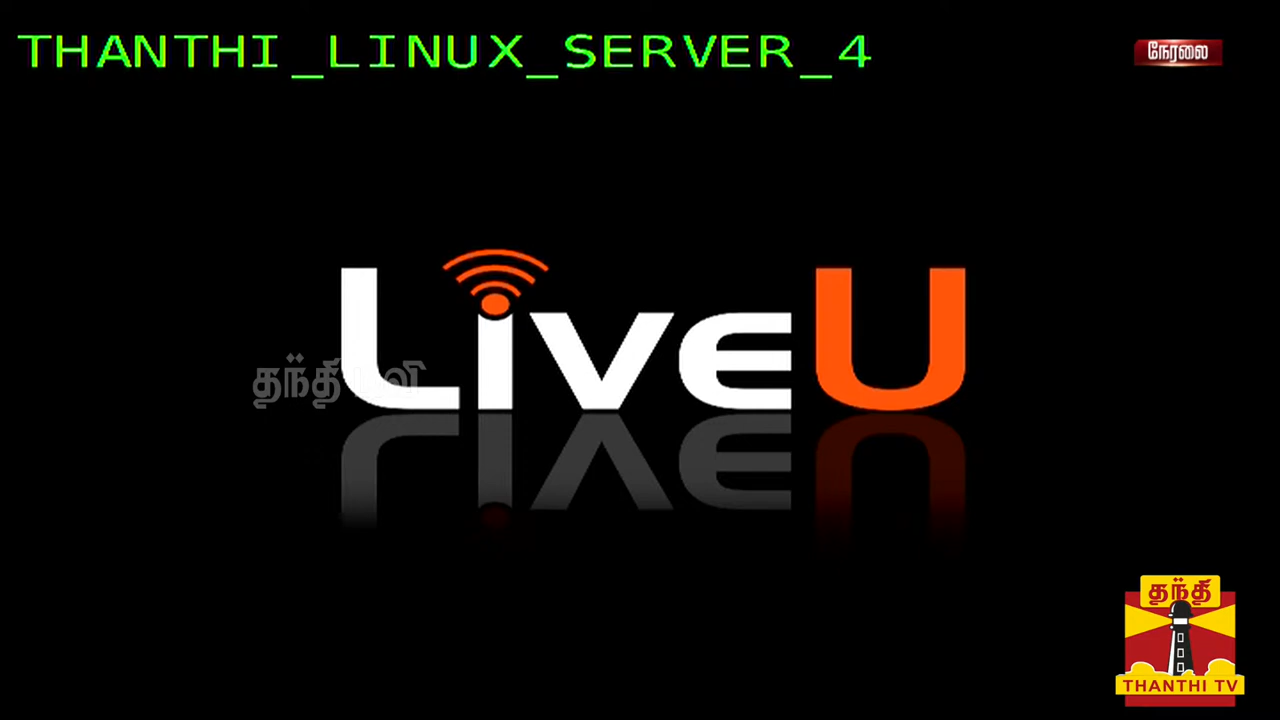 THANTHI_LINUX_SERVER_4
நேரலை
LiveU
தந்தி டிவி
தந்தி
THANTHI TV